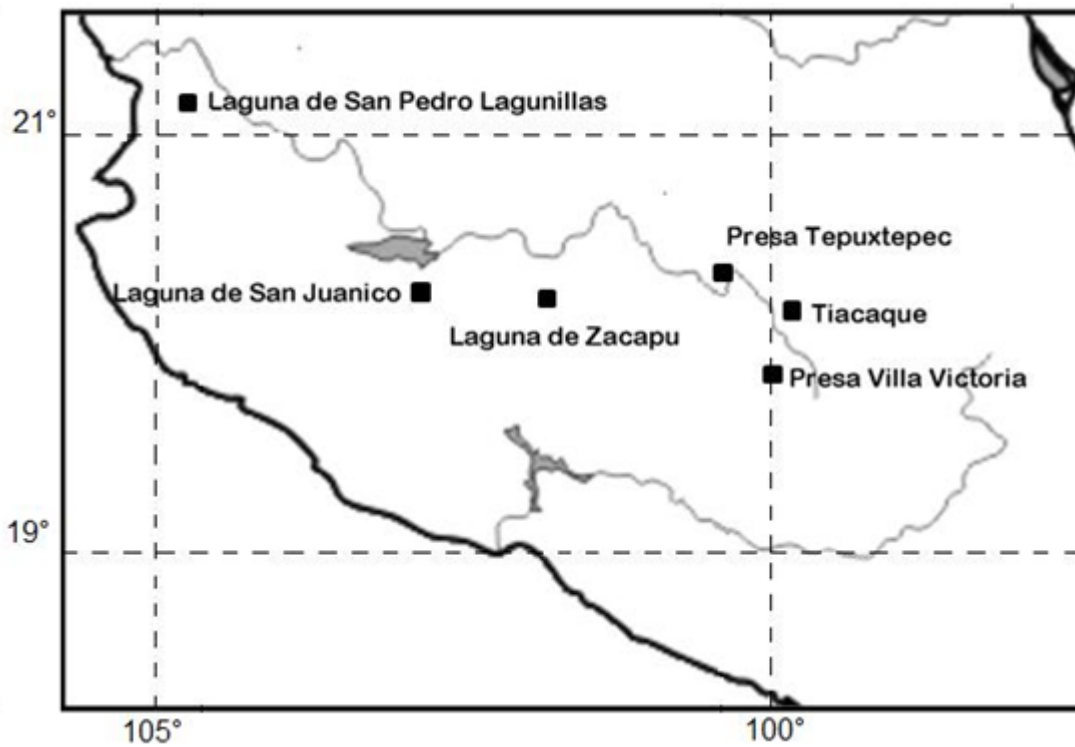 Laguna de San Pedro Lagunillas
21°
Presa Tepuxtepec
Laguna de San Juanico
Tiacaque
Laguna de Zacapu
Presa Villa Victoria
19°
105°
100°